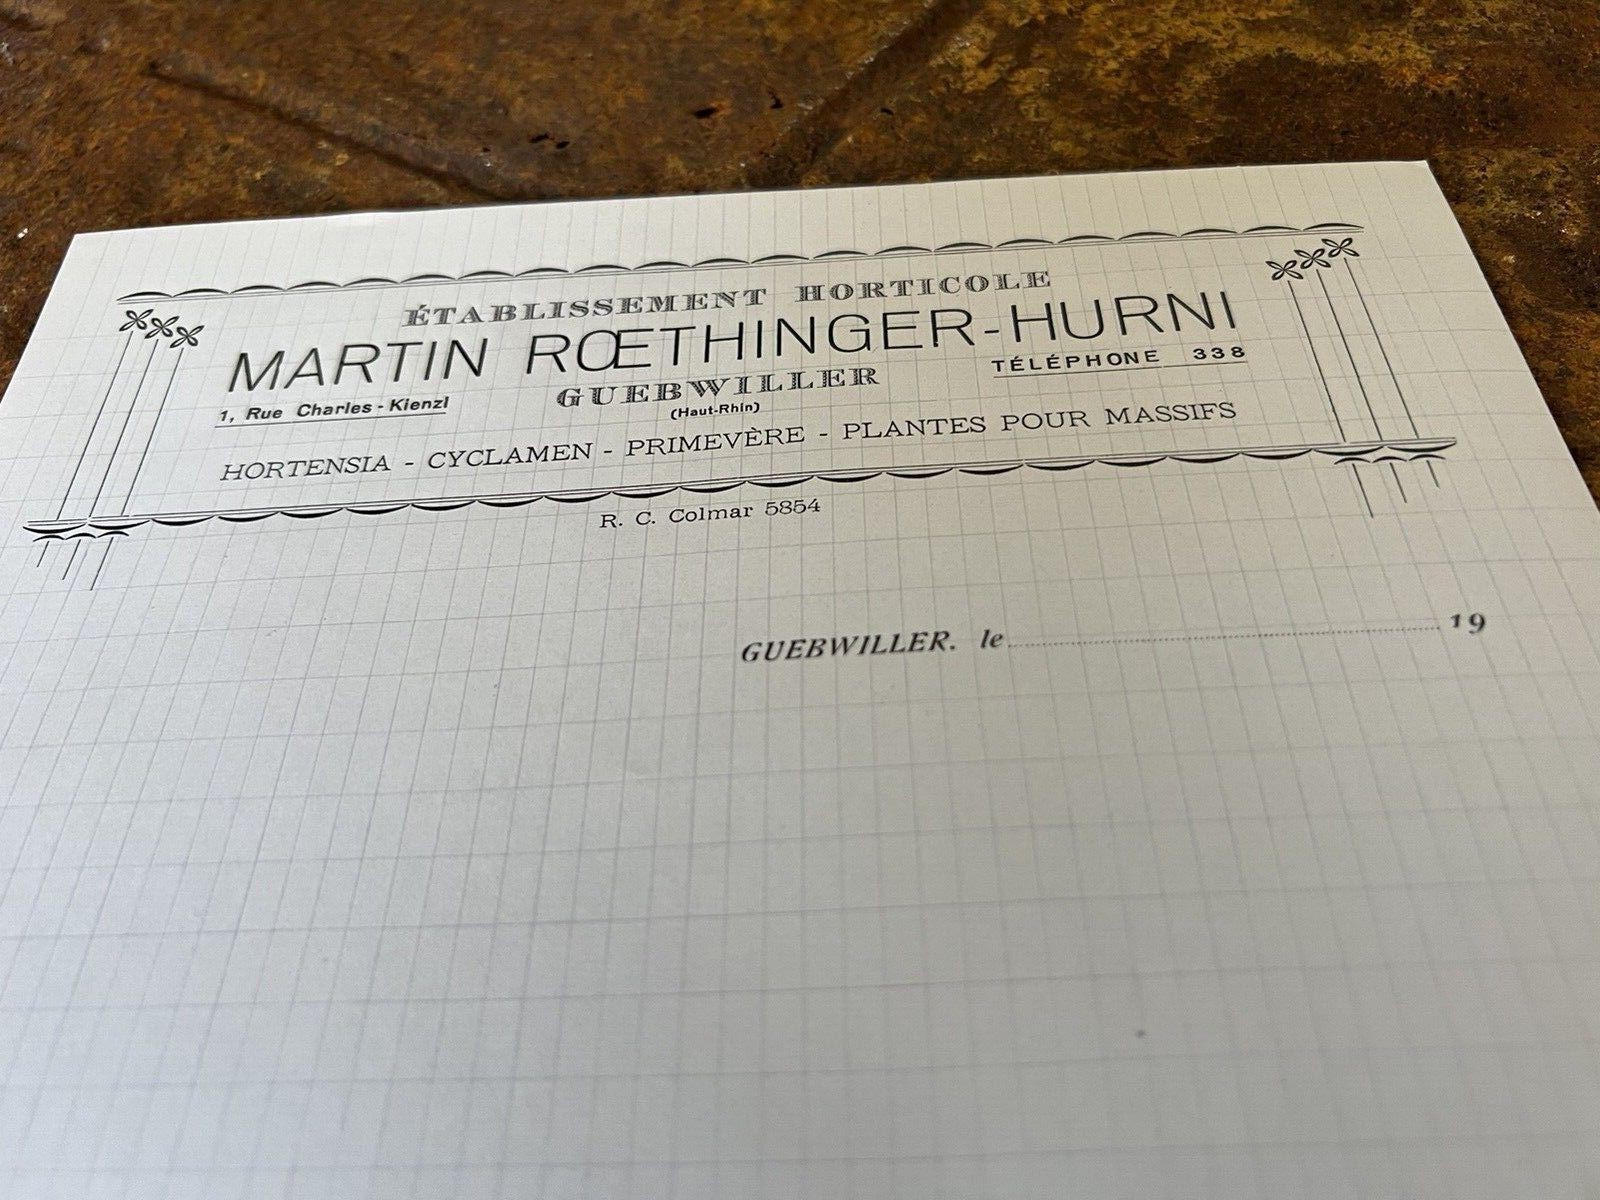 ÉTABLISSEMENT HORTICOLE
MARTIN RŒTHINGER-HURNI
1, Rue Charles-Kienzl
GUEBWILLER
(Haut-Rhin)
TÉLÉPHONE 338
HORTENSIA - CYCLAMEN - PRIMEVÈRE - PLANTES POUR MASSIFS
R. C. Colmar 5854
GUEBWILLER. le 19